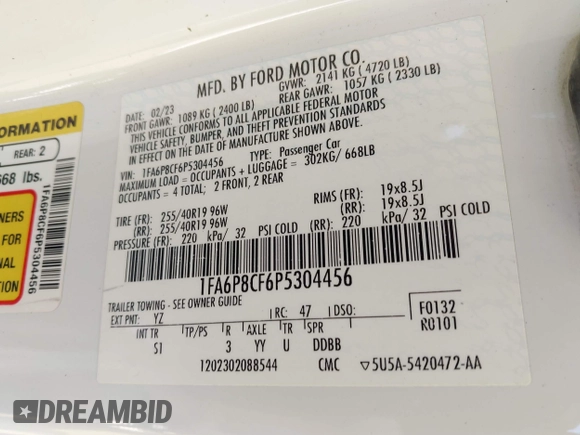 MFD. BY FORD MOTOR CO.
DATE: 02/23 GVWR: 2141 KG ( 4720 LB)
FRONT GAWR: 1089 KG ( 2400 LB) REAR GAWR: 1057 KG ( 2330 LB)
THIS VEHICLE CONFORMS TO ALL APPLICABLE FEDERAL MOTOR
VEHICLE SAFETY, BUMPER, AND THEFT PREVENTION STANDARDS
IN EFFECT ON THE DATE OF MANUFACTURE SHOWN ABOVE.
VIN: 1FA6P8CF6P5304456 TYPE: Passenger Car
MAXIMUM LOAD = OCCUPANTS + LUGGAGE = 302KG/ 668LB
OCCUPANTS = 4 TOTAL; 2 FRONT, 2 REAR
TIRE (FR): 255/40R19 96W RIMS (FR): 19x8.5J
(RR): 255/40R19 96W (RR): 19x8.5J
PRESSURE (FR): 220 kPa/ 32 PSI COLD (RR): 220 kPa/ 32 PSI COLD
1FA6P8CF6P5304456
TRAILER TOWING - SEE OWNER GUIDE
EXT PNT: YZ RC: 47 DSO: F0132
R0101
INT TR TP/PS R AXLE TR SPR
S1 3 YY U DDBB
1202302088544 CMC ▽5U5A-5420472-AA
ORMATION
REAR: 2
668 lbs.
1FA6P8CF6P5304456
NERS
FOR
NAL
TION
DREAMBID